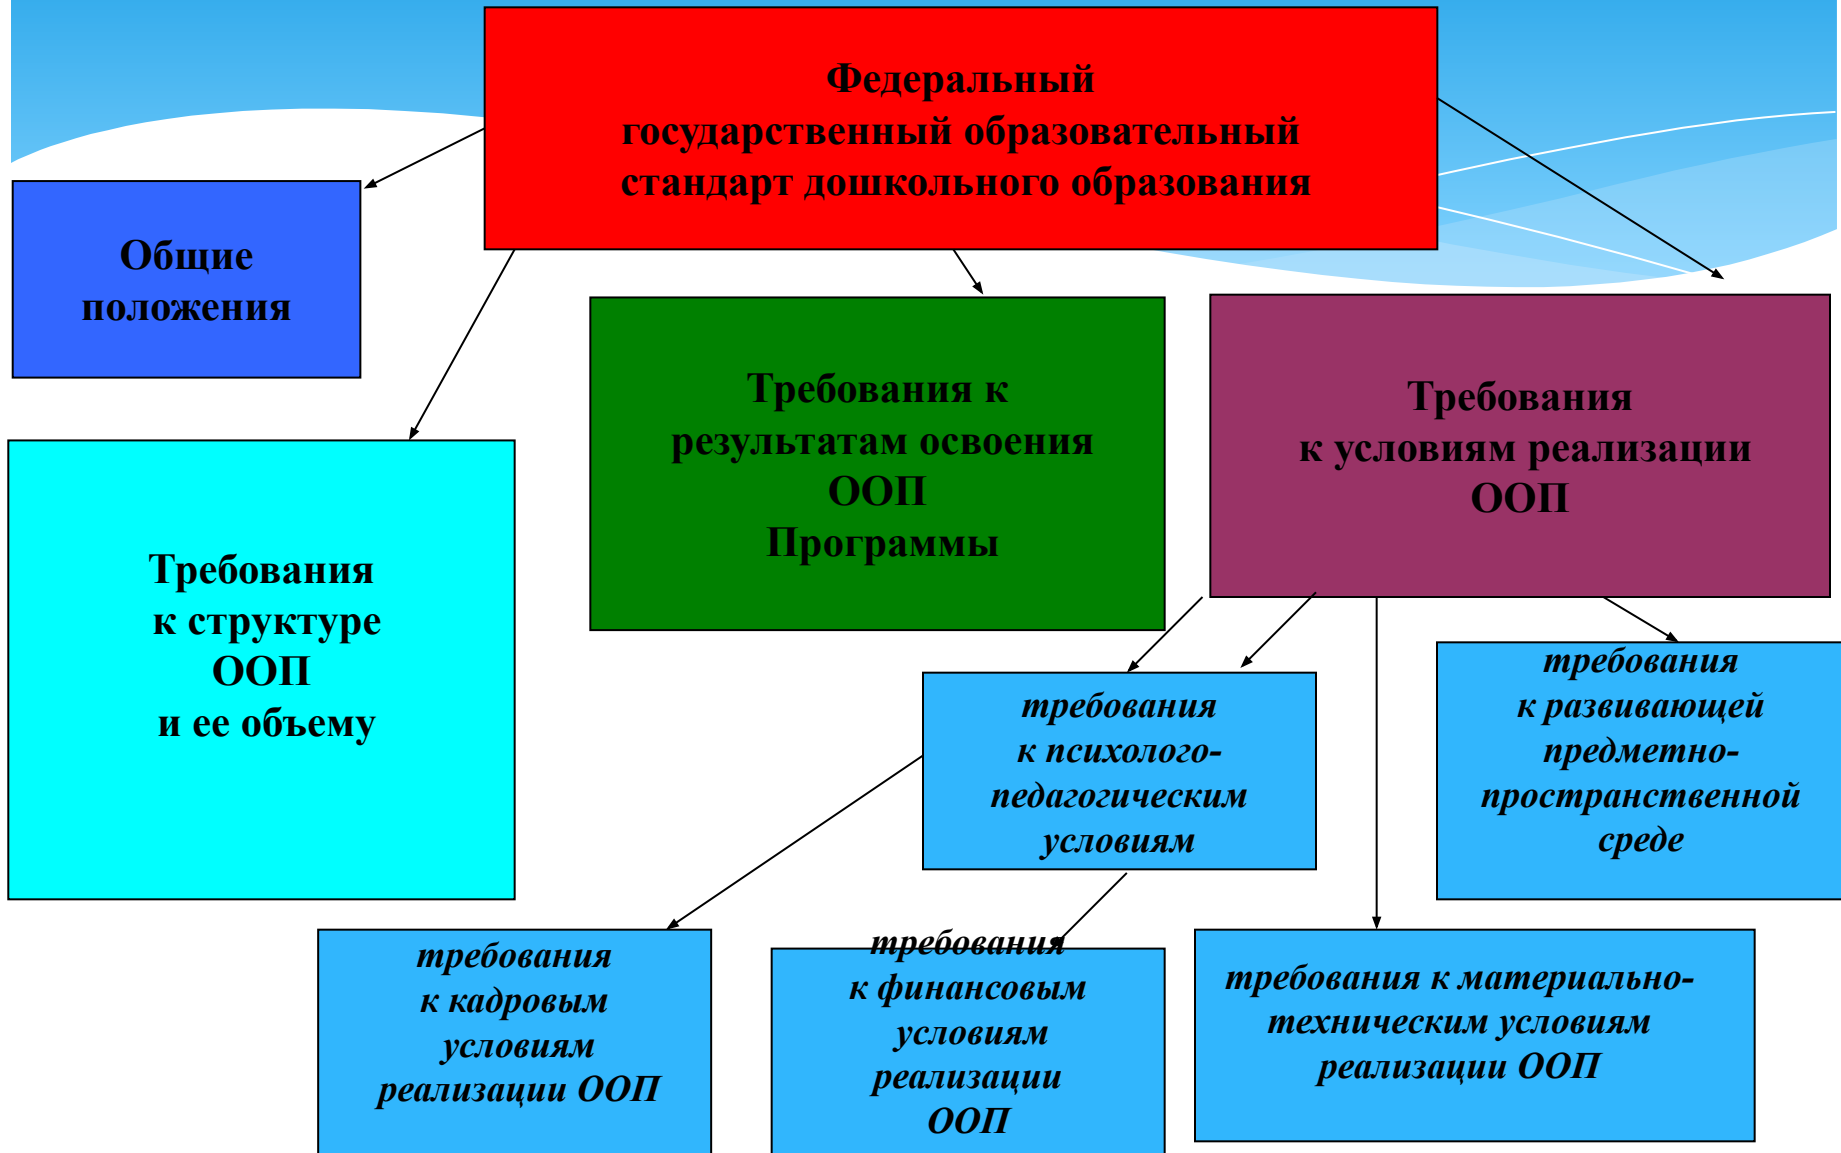 Федеральный
государственный образовательный
стандарт дошкольного образования
Общие
положения
Требования к
результатам освоения
ООП
Программы
Требования
к условиям реализации
ООП
Требования
к структуре
ООП
и ее объему
требования
к психолого-
педагогическим
условиям
требования
к развивающей
предметно-
пространственной
среде
требования
к кадровым
условиям
реализации ООП
требования
к финансовым
условиям
реализации
ООП
требования к материально-
техническим условиям
реализации ООП